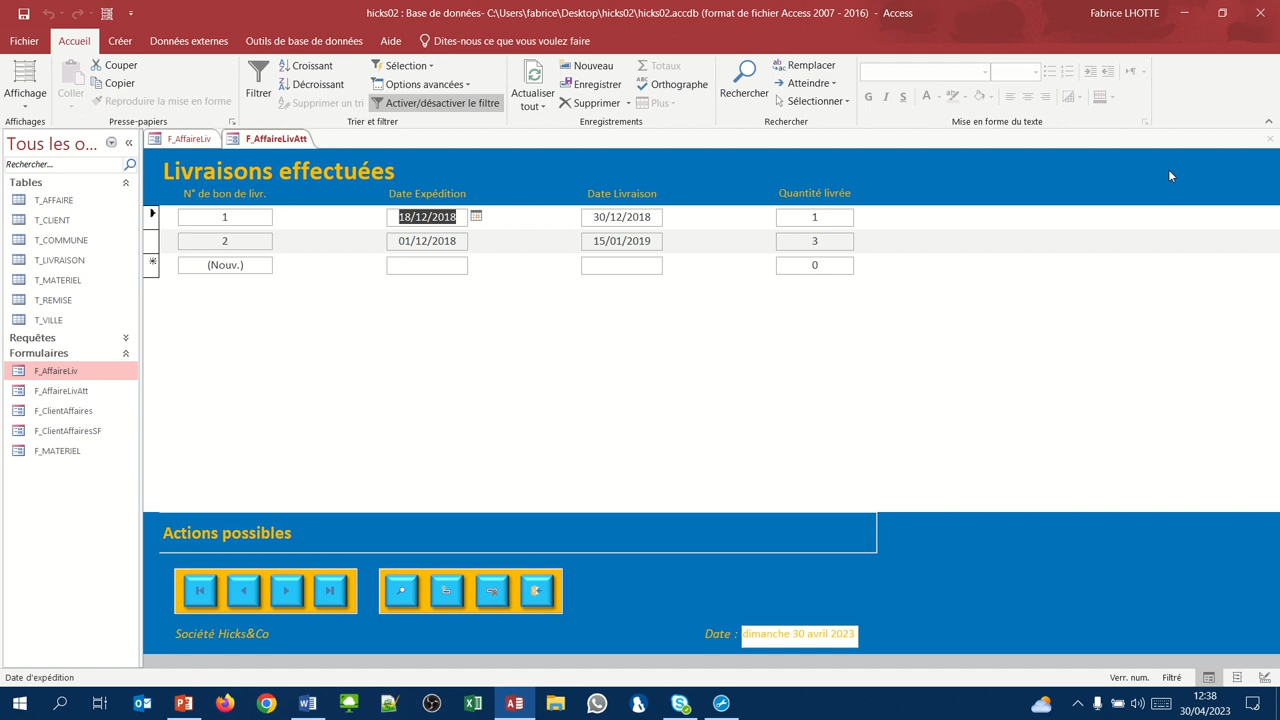 hicks02 : Base de données- C:\Users\fabrice\Desktop\hicks02\hicks02.accdb (format de fichier Access 2007 - 2016) - Access
Fabrice LHOTTE
Fichier
Accueil
Créer
Données externes
Outils de base de données
Aide
Dites-nous ce que vous voulez faire
Affichage
Coller
Couper
Copier
Reproduire la mise en forme
Filtrer
Croissant
Décroissant
Supprimer un tri
Sélection
Options avancées
Activer/désactiver le filtre
Actualiser
tout
Nouveau
Enregistrer
Supprimer
Totaux
Orthographe
Plus
Rechercher
Remplacer
Atteindre
Sélectionner
G I S
Affichages
Presse-papiers
Trier et filtrer
Enregistrements
Rechercher
Mise en forme du texte
Tous les o...
Rechercher...
Tables
T_AFFAIRE
T_CLIENT
T_COMMUNE
T_LIVRAISON
T_MATERIEL
T_REMISE
T_VILLE
Requêtes
Formulaires
F_AffaireLiv
F_AffaireLivAtt
F_ClientAffaires
F_ClientAffairesSF
F_MATERIEL
F_AffaireLiv
F_AffaireLivAtt
Livraisons effectuées
N° de bon de livr. Date Expédition Date Livraison Quantité livrée
1 18/12/2018 30/12/2018 1
2 01/12/2018 15/01/2019 3
(Nouv.) 0
Actions possibles
Société Hicks&Co
Date : dimanche 30 avril 2023
Date d'expédition
Verr. num.
Filtré
12:38
30/04/2023